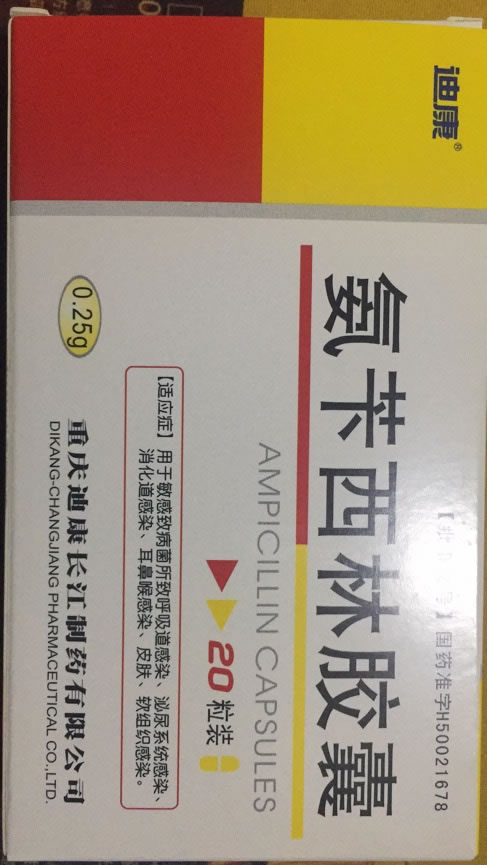 迪康®
【批准文号】国药准字H50021678
氨苄西林胶囊
AMPICILLIN CAPSULES
20粒装
【适应症】用于敏感致病菌所致呼吸道感染、泌尿系统感染、
消化道感染、耳鼻喉感染、皮肤、软组织感染。
0.25g
重庆迪康长江制药有限公司
DIKANG-CHANGJIANG PHARMACEUTICAL CO.,LTD.